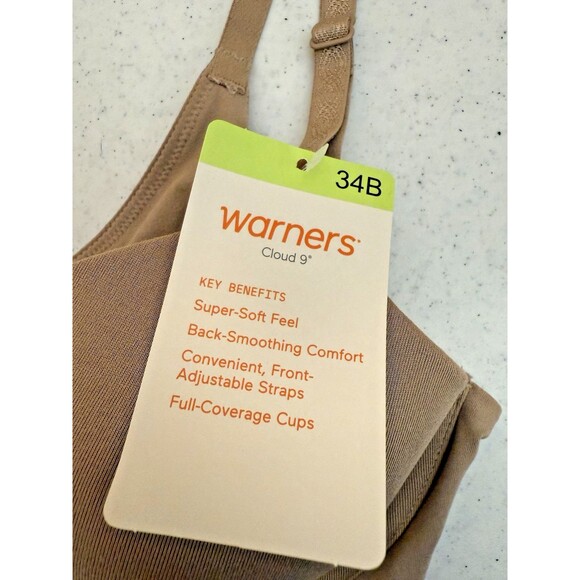 34B
warners®
Cloud 9®
KEY BENEFITS
Super-Soft Feel
Back-Smoothing Comfort
Convenient, Front-
Adjustable Straps
Full-Coverage Cups